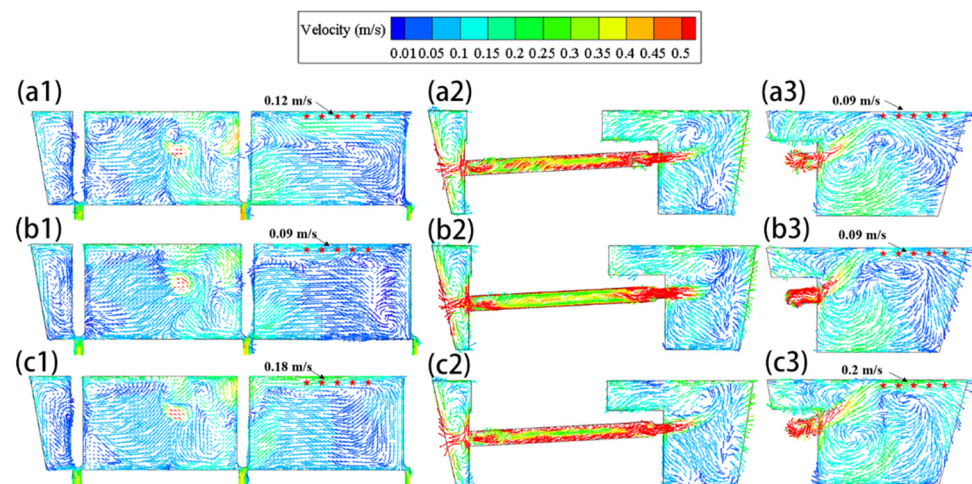 Velocity (m/s)
0.01 0.05 0.1 0.15 0.2 0.25 0.3 0.35 0.4 0.45 0.5
(a1) 0.12 m/s (a2) (a3) 0.09 m/s
(b1) 0.09 m/s (b2) (b3) 0.09 m/s
(c1) 0.18 m/s (c2) (c3) 0.2 m/s